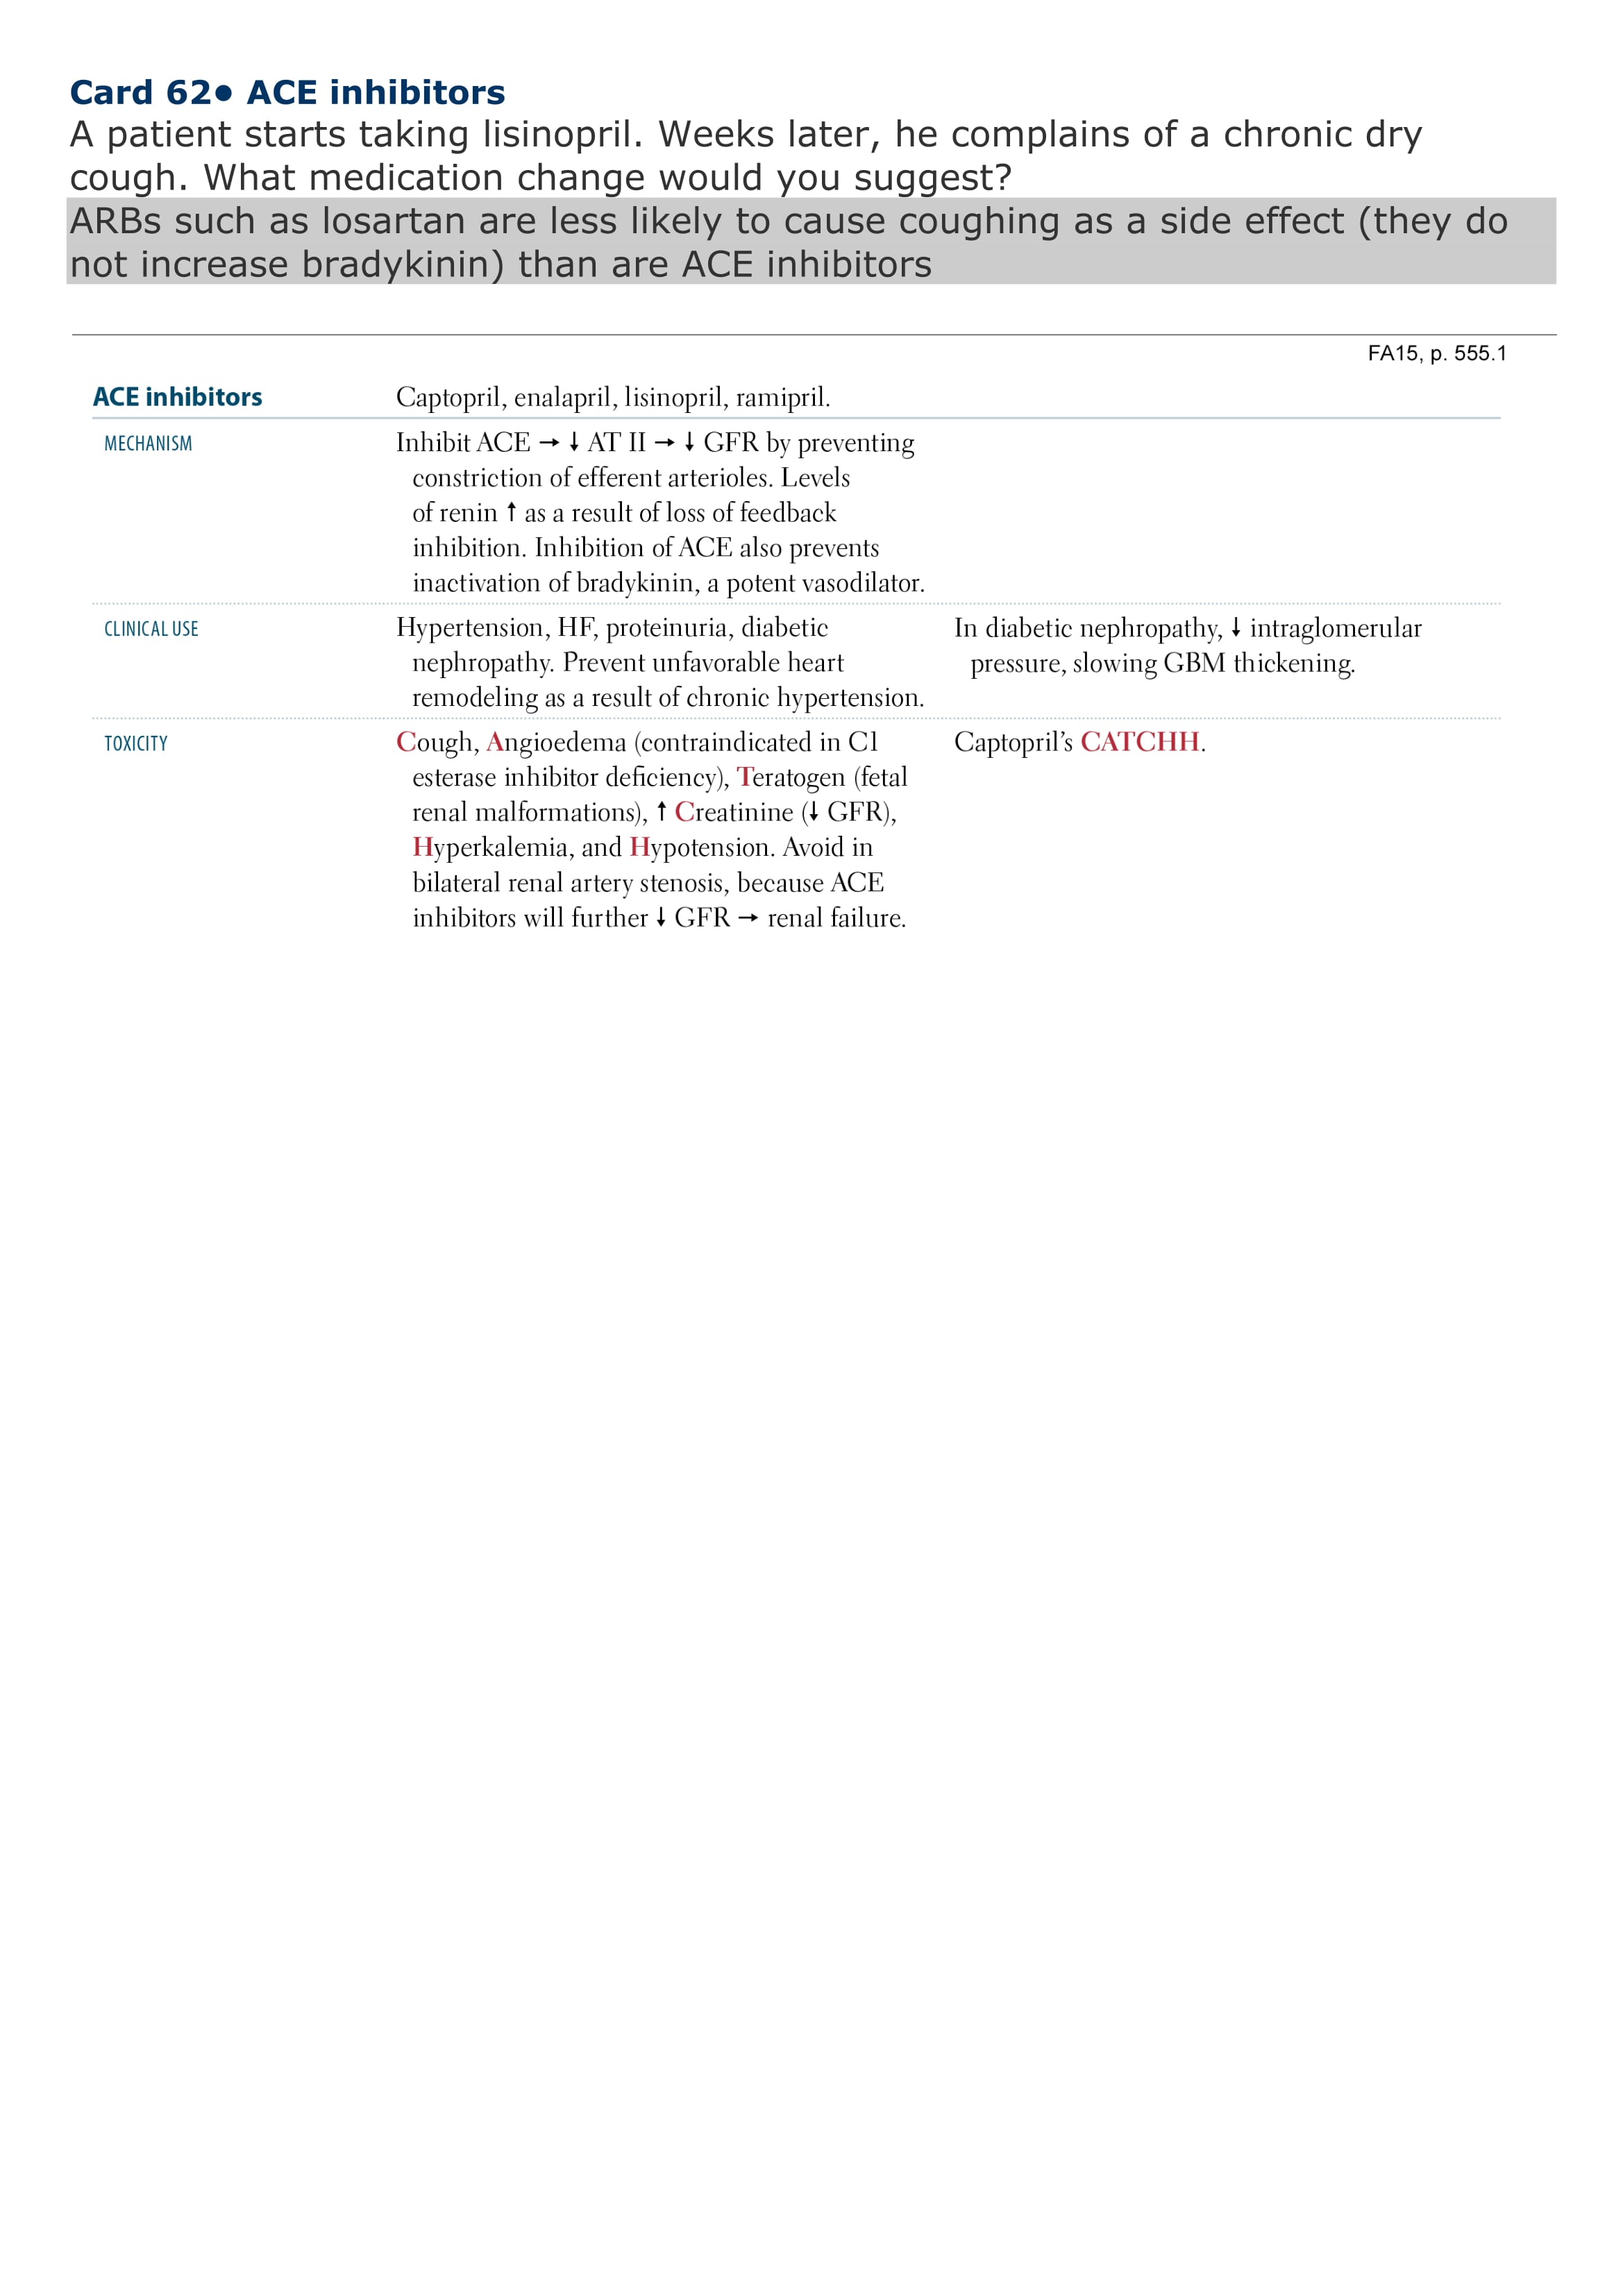 Card 62• ACE inhibitors
A patient starts taking lisinopril. Weeks later, he complains of a chronic dry
cough. What medication change would you suggest?
ARBs such as losartan are less likely to cause coughing as a side effect (they do
not increase bradykinin) than are ACE inhibitors
FA15, p. 555.1
ACE inhibitors Captopril, enalapril, lisinopril, ramipril.
MECHANISM Inhibit ACE → ↓ AT II → ↓ GFR by preventing
constriction of efferent arterioles. Levels
of renin ↑ as a result of loss of feedback
inhibition. Inhibition of ACE also prevents
inactivation of bradykinin, a potent vasodilator.
CLINICAL USE Hypertension, HF, proteinuria, diabetic
nephropathy. Prevent unfavorable heart
remodeling as a result of chronic hypertension.
In diabetic nephropathy, ↓ intraglomerular
pressure, slowing GBM thickening.
TOXICITY Cough, Angioedema (contraindicated in C1
esterase inhibitor deficiency), Teratogen (fetal
renal malformations), ↑ Creatinine (↓ GFR),
Hyperkalemia, and Hypotension. Avoid in
bilateral renal artery stenosis, because ACE
inhibitors will further ↓ GFR → renal failure.
Captopril’s CATCHH.